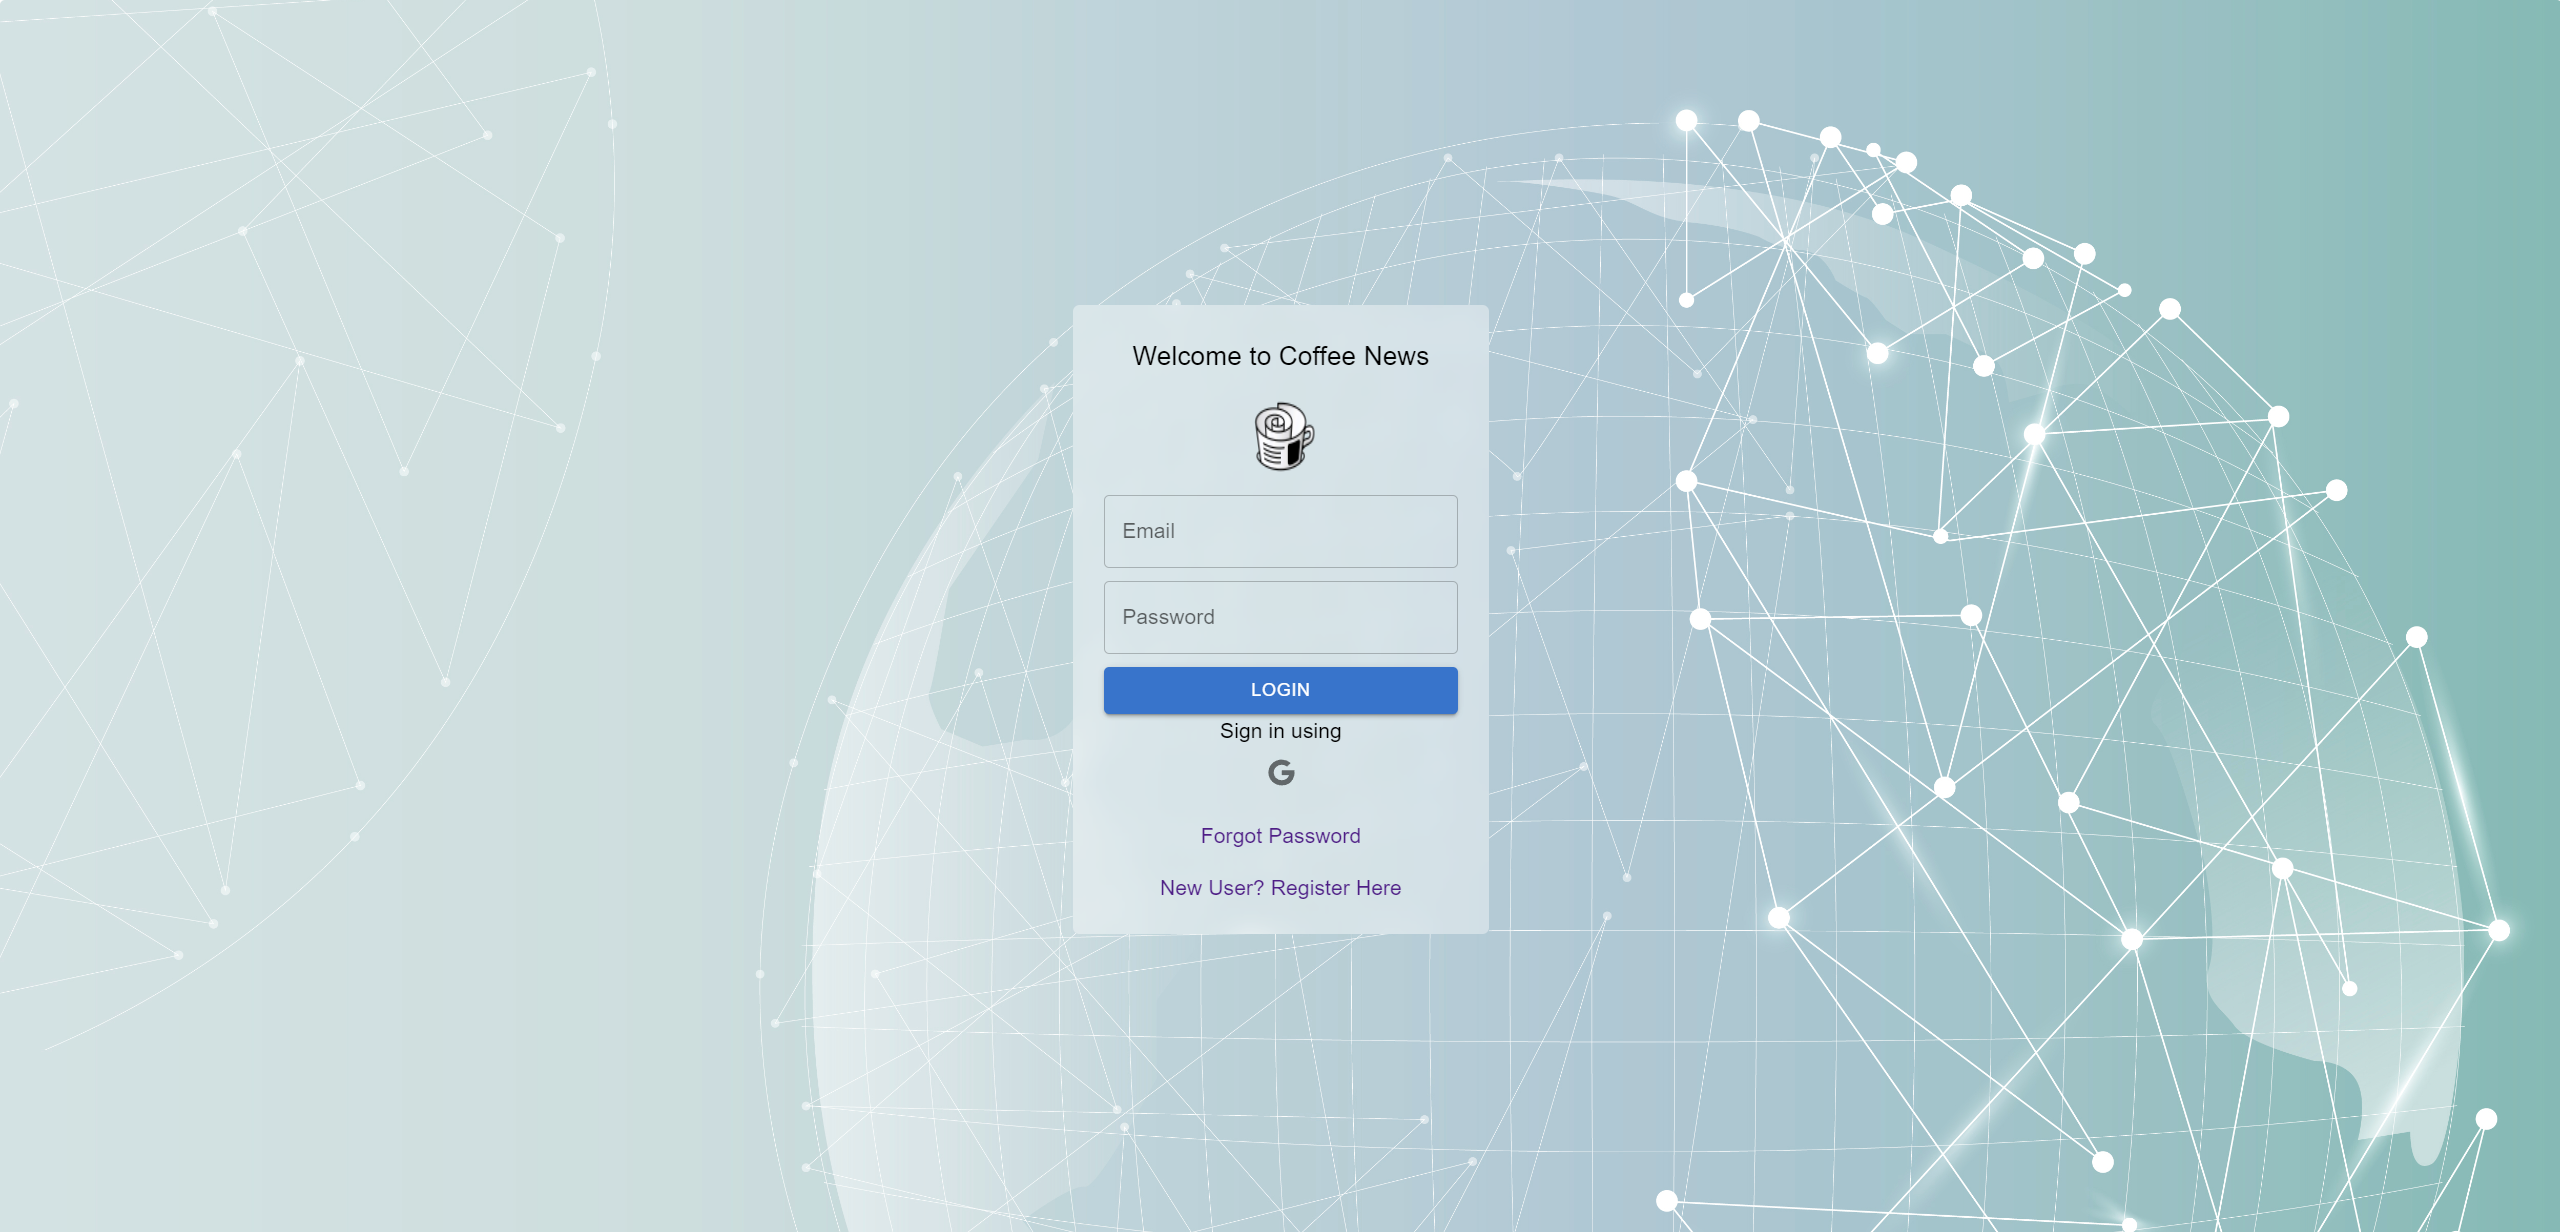 Welcome to Coffee News
Email
Password
LOGIN
Sign in using
G
Forgot Password
New User? Register Here